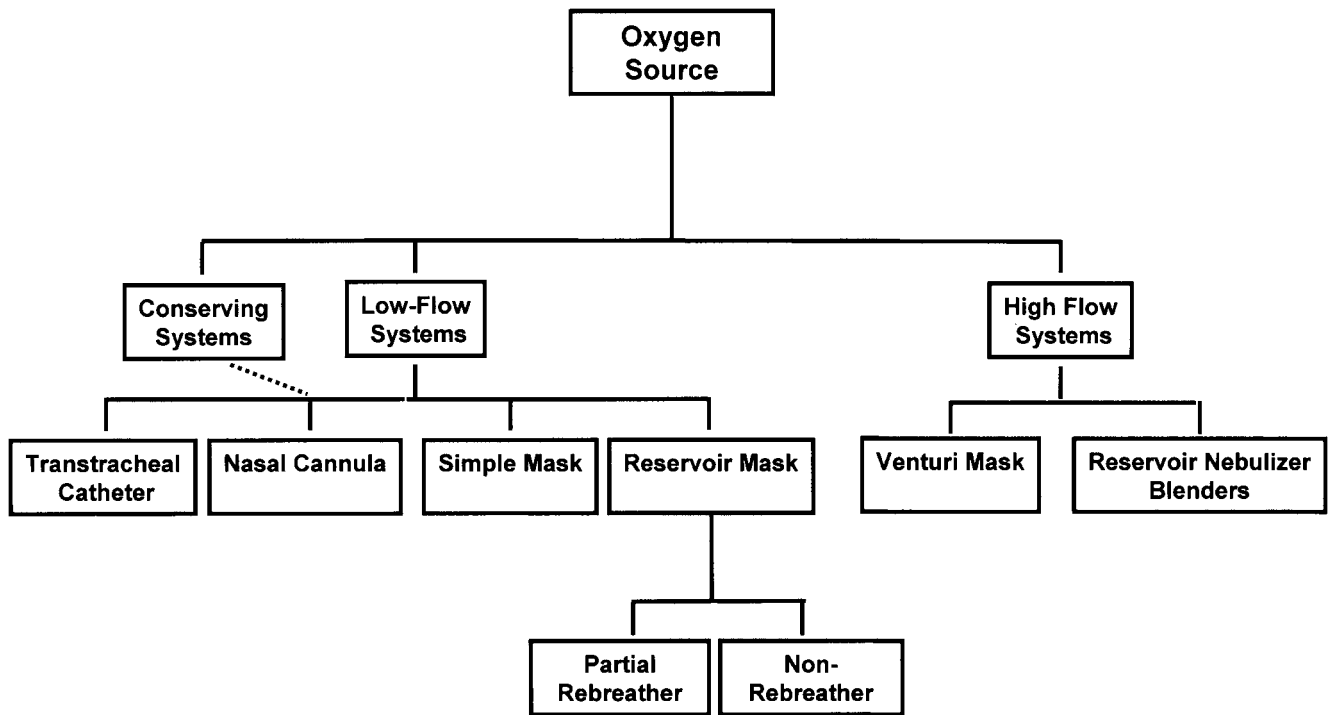 Oxygen
Source
Conserving
Systems
Low-Flow
Systems
High Flow
Systems
Transtracheal
Catheter
Nasal Cannula
Simple Mask
Reservoir Mask
Venturi Mask
Reservoir Nebulizer
Blenders
Partial
Rebreather
Non-
Rebreather